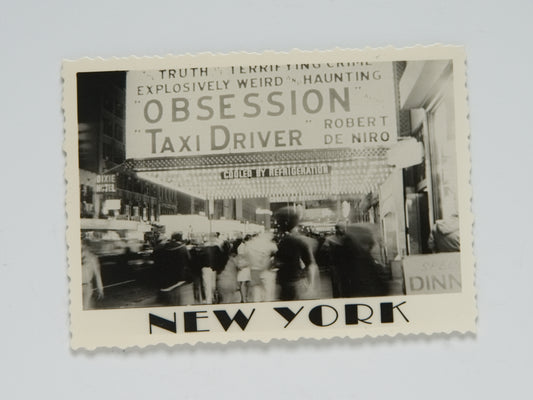 TRUTH TERRIFYING CRIME
EXPLOSIVELY WEIRD HAUNTING
"OBSESSION"
"TAXI DRIVER" ROBERT
DE NIRO
COOLED BY REFRIGERATION
DIXIE
HOTEL
DINN
NEW YORK